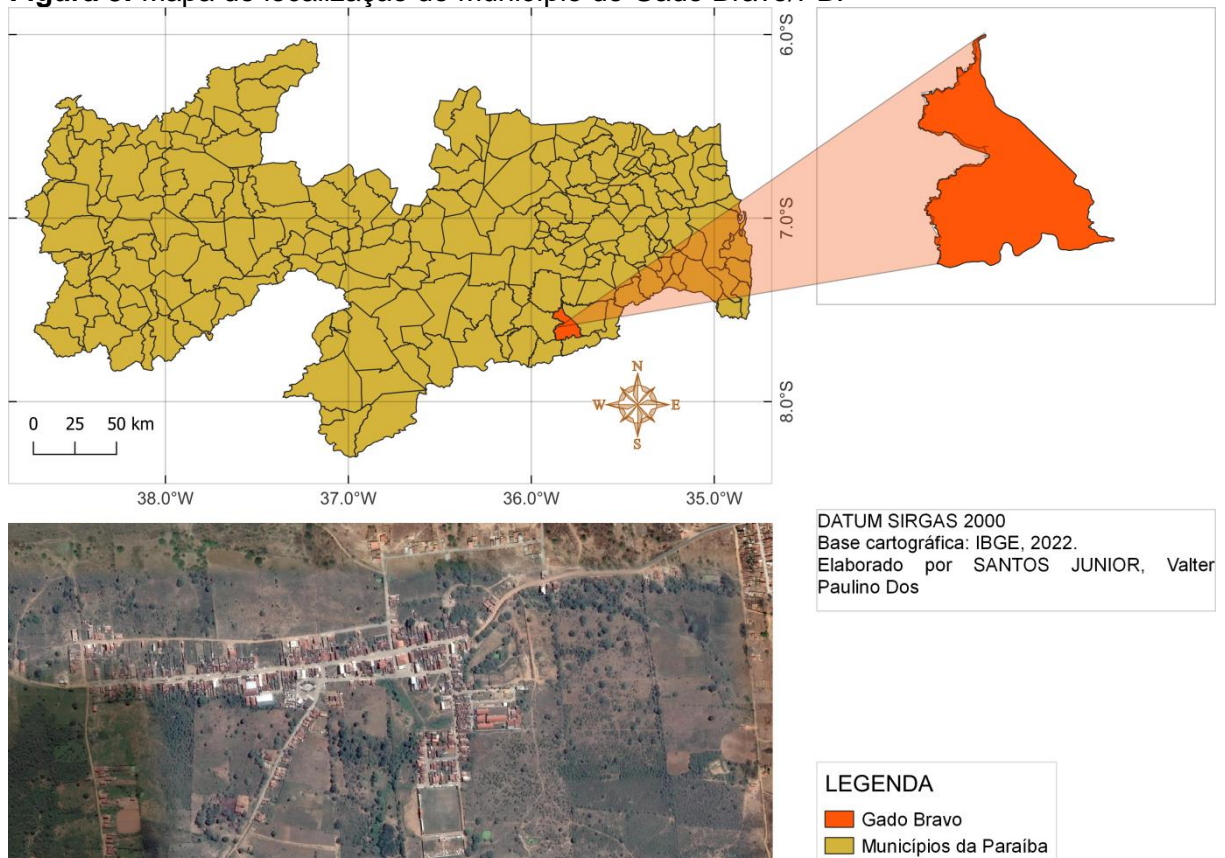 Figura 3. Mapa de localização do Município de Gado Bravo/PB.
6.0°S
7.0°S
8.0°S
N
W
E
S
0 25 50 km
38.0°W 37.0°W 36.0°W 35.0°W
DATUM SIRGAS 2000
Base cartográfica: IBGE, 2022.
Elaborado por SANTOS JUNIOR, Valter
Paulino Dos
LEGENDA
Gado Bravo
Municípios da Paraíba